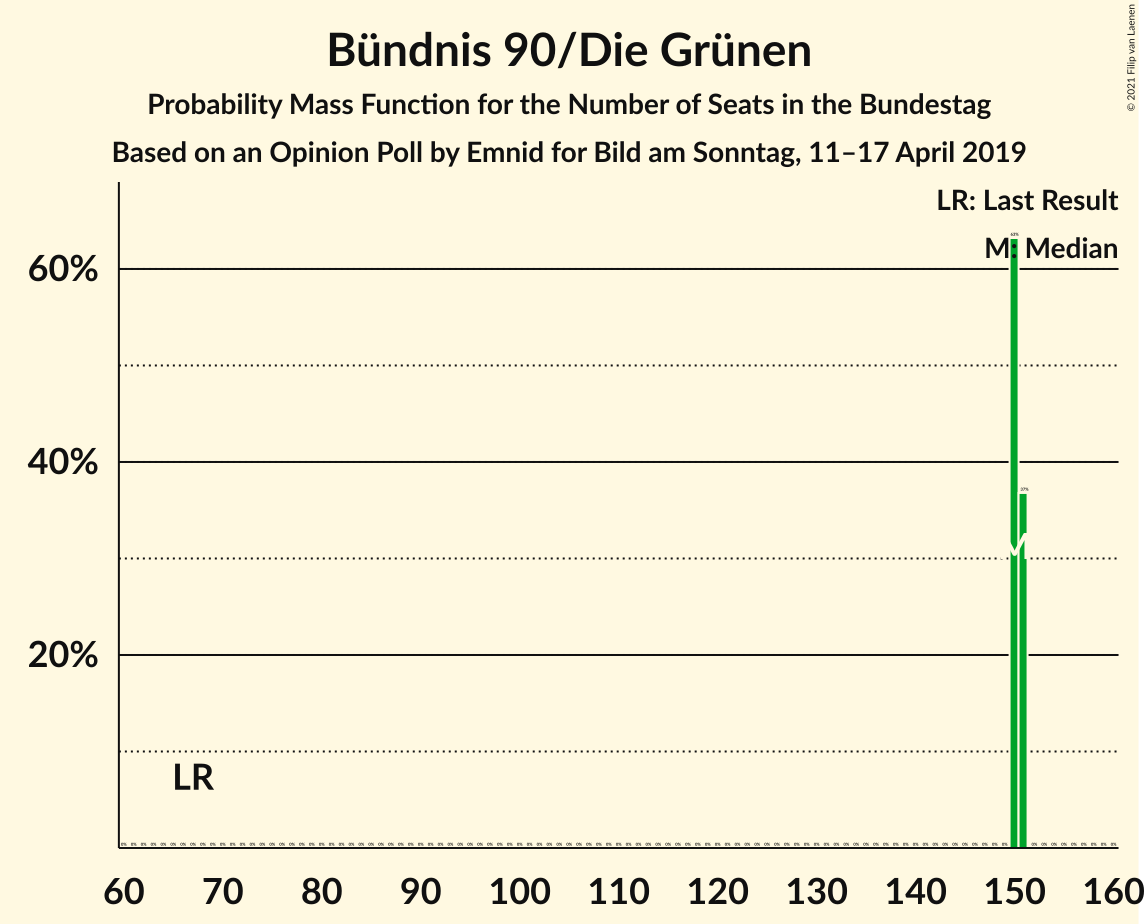 Bündnis 90/Die Grünen
Probability Mass Function for the Number of Seats in the Bundestag
Based on an Opinion Poll by Emnid for Bild am Sonntag, 11–17 April 2019
© 2021 Filip van Laenen
LR: Last Result
M: Median
60%
40%
20%
63%
37%
LR
M
60 70 80 90 100 110 120 130 140 150 160